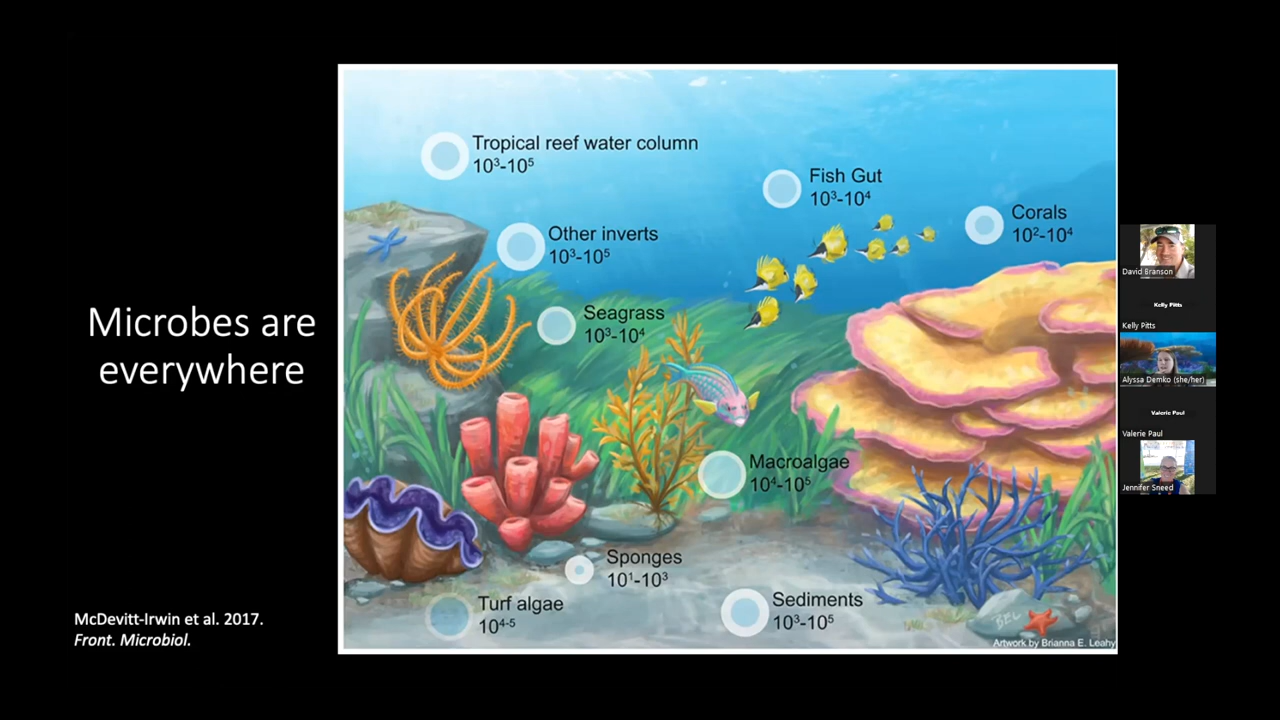 Microbes are
everywhere
McDevitt-Irwin et al. 2017.
Front. Microbiol.
Tropical reef water column
10³-10⁵
Fish Gut
10³-10⁴
Corals
10²-10⁴
Other inverts
10³-10⁵
Seagrass
10³-10⁴
Macroalgae
10⁴-10⁵
Sponges
10¹-10³
Turf algae
10⁴⁻⁵
Sediments
10³-10⁵
BEL
Artwork by Brianna E. Leahy
David Branson
Kelly Pitts
Kelly Pitts
Alyssa Demko (she/her)
Valerie Paul
Valerie Paul
Jennifer Sneed